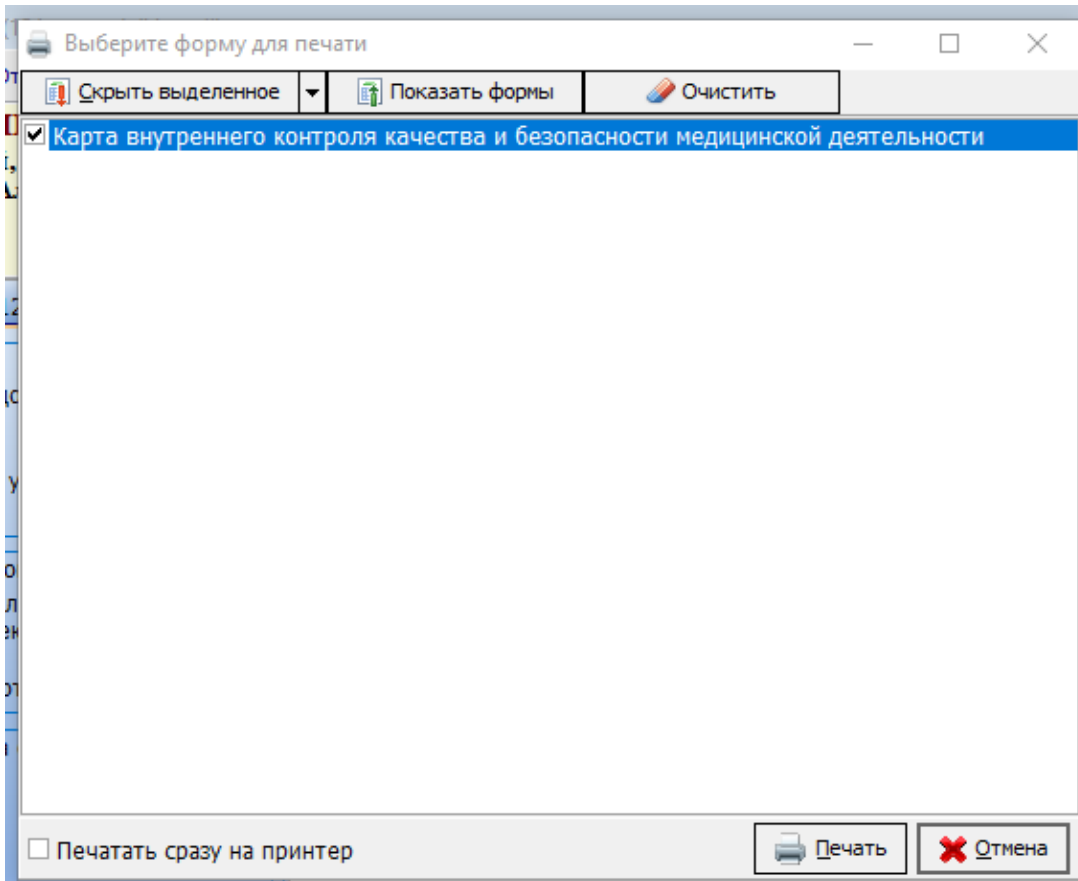 Выберите форму для печати
Скрыть выделенное
Показать формы
Очистить
Карта внутреннего контроля качества и безопасности медицинской деятельности
Печатать сразу на принтер
Печать
Отмена